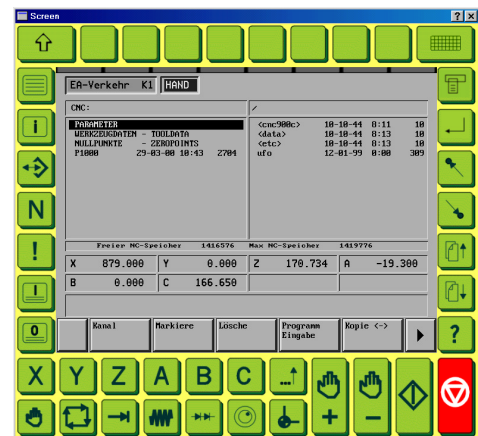 Screen
EA-Verkehr K1 HAND
CNC: /
PARAMETER
WERKZEUGDATEN - TOOLDATA
NULLPUNKTE - ZEROPOINTS
P1000 29-03-00 10:43 2704
<cnc900c> 10-10-44 8:11 10
<data> 10-10-44 8:13 10
<etc> 10-10-44 8:13 10
ufo 12-01-99 0:00 309
Freier NC-Speicher 1416576 Max NC-Speicher 1419776
X 879.000 Y 0.000 Z 170.734 A -19.300
B 0.000 C 166.650
Kanal Markiere Lösche Programm Eingabe Kopie <->
i
N
!
I
0
?
X Y Z A B C ...
+ -